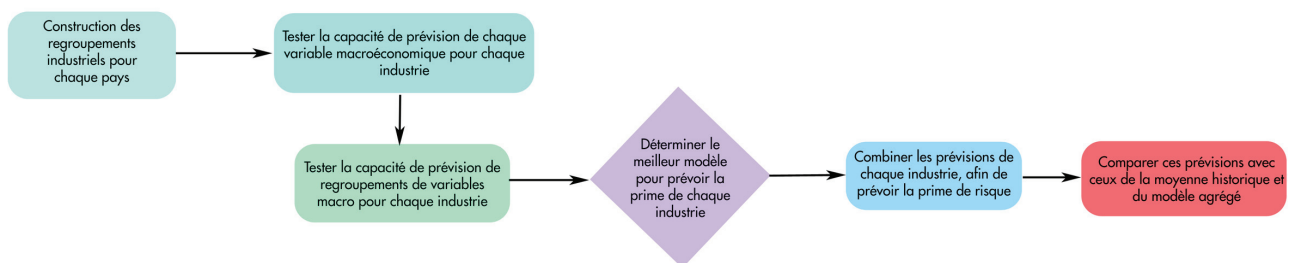 Construction des
regroupements
industriels pour
chaque pays
Tester la capacité de prévision de chaque
variable macroéconomique pour chaque
industrie
Tester la capacité de prévision de
regroupements de variables
macro pour chaque industrie
Déterminer le
meilleur modèle
pour prévoir la
prime de chaque
industrie
Combiner les prévisions de
chaque industrie, afin de
prévoir la prime de risque
Comparer ces prévisions avec
ceux de la moyenne historique et
du modèle agrégé